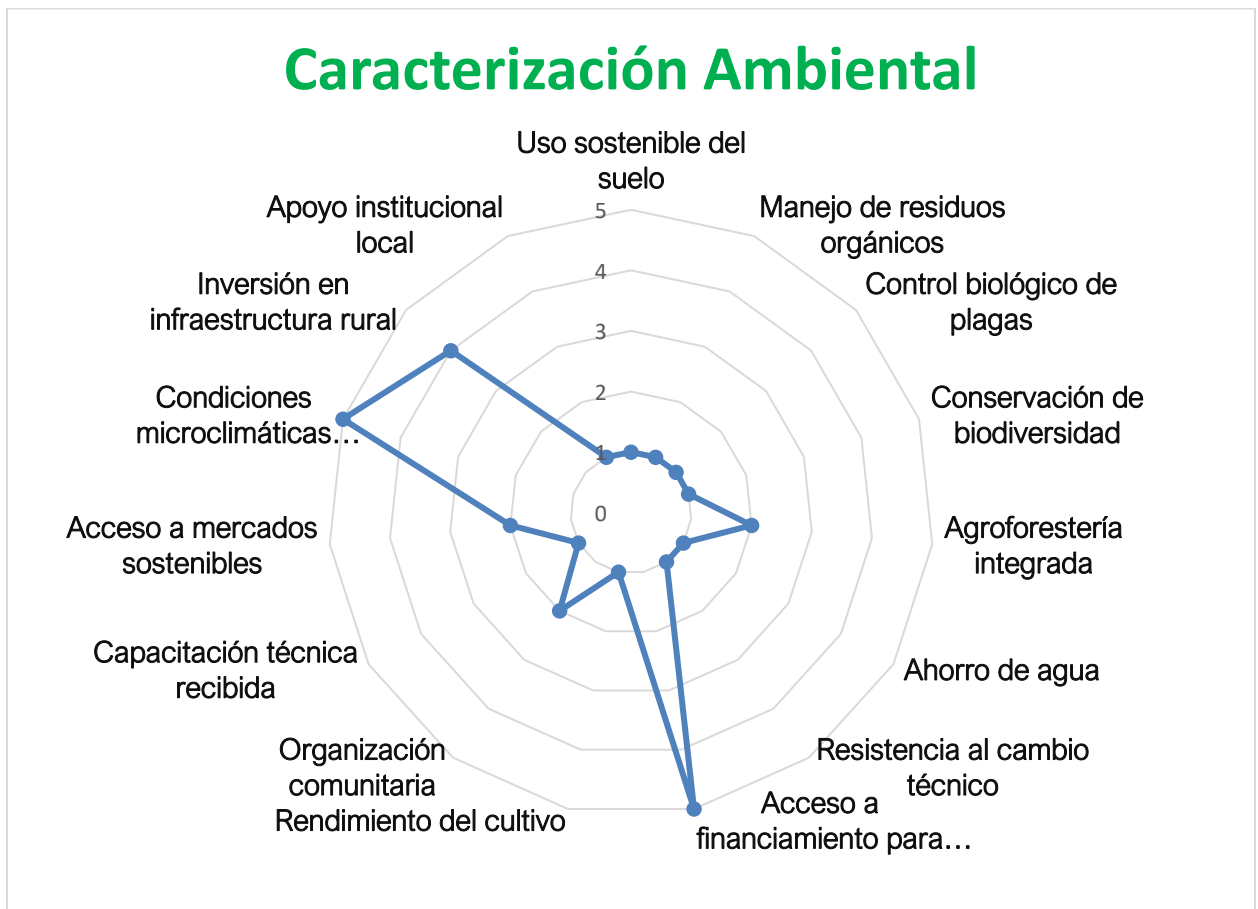 Caracterización Ambiental
Uso sostenible del
suelo
Manejo de residuos
orgánicos
Control biológico de
plagas
Conservación de
biodiversidad
Agroforestería
integrada
Ahorro de agua
Resistencia al cambio
técnico
Acceso a
financiamiento para…
Rendimiento del cultivo
Organización
comunitaria
Capacitación técnica
recibida
Acceso a mercados
sostenibles
Condiciones
microclimáticas…
Inversión en
infraestructura rural
Apoyo institucional
local
5
4
3
2
1
0